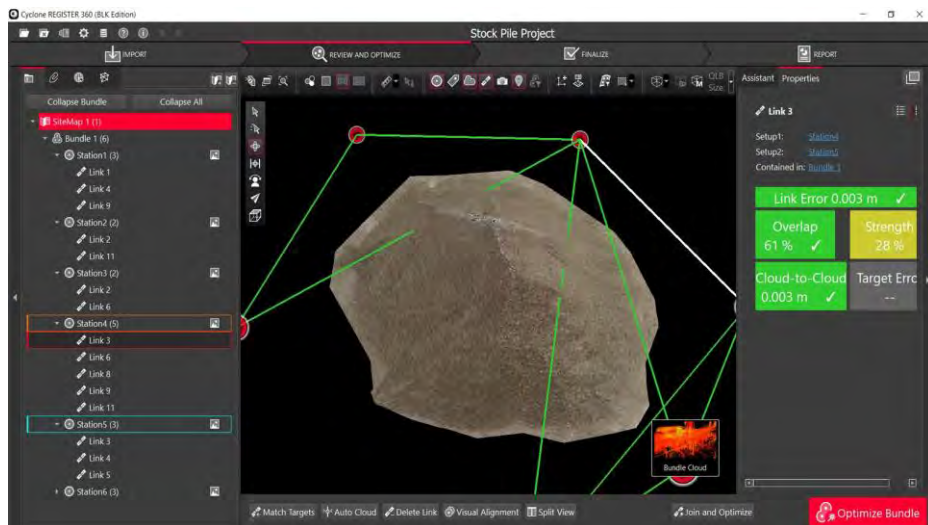 Cyclone REGISTER 360 (BLK Edition)
Stock Pile Project
IMPORT
REVIEW AND OPTIMIZE
FINALIZE
REPORT
Collapse Bundle Collapse All
SiteMap 1 (1)
Bundle 1 (6)
Station1 (3)
Link 1
Link 4
Link 9
Station2 (2)
Link 2
Link 11
Station3 (2)
Link 2
Link 6
Station4 (5)
Link 3
Link 6
Link 8
Link 9
Link 11
Station5 (3)
Link 3
Link 4
Link 5
Station6 (3)
Size:
Bundle Cloud
Match Targets Auto Cloud Delete Link Visual Alignment Split View Join and Optimize
Assistant Properties
Link 3
Setup1: Station4
Setup2: Station5
Contained in: Bundle 1
Link Error 0.003 m
Overlap
61 %
Strength
28 %
Cloud-to-Cloud
0.003 m
Target Errc
--
Optimize Bundle